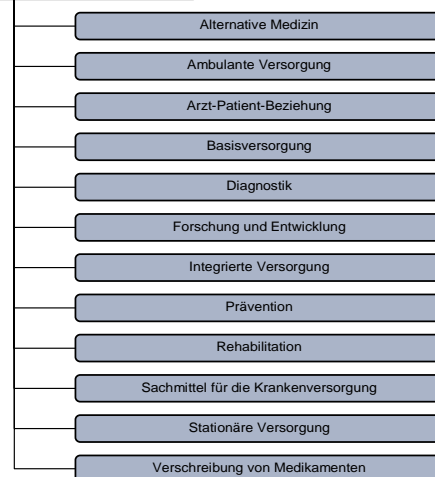 Alternative Medizin
Ambulante Versorgung
Arzt-Patient-Beziehung
Basisversorgung
Diagnostik
Forschung und Entwicklung
Integrierte Versorgung
Prävention
Rehabilitation
Sachmittel für die Krankenversorgung
Stationäre Versorgung
Verschreibung von Medikamenten